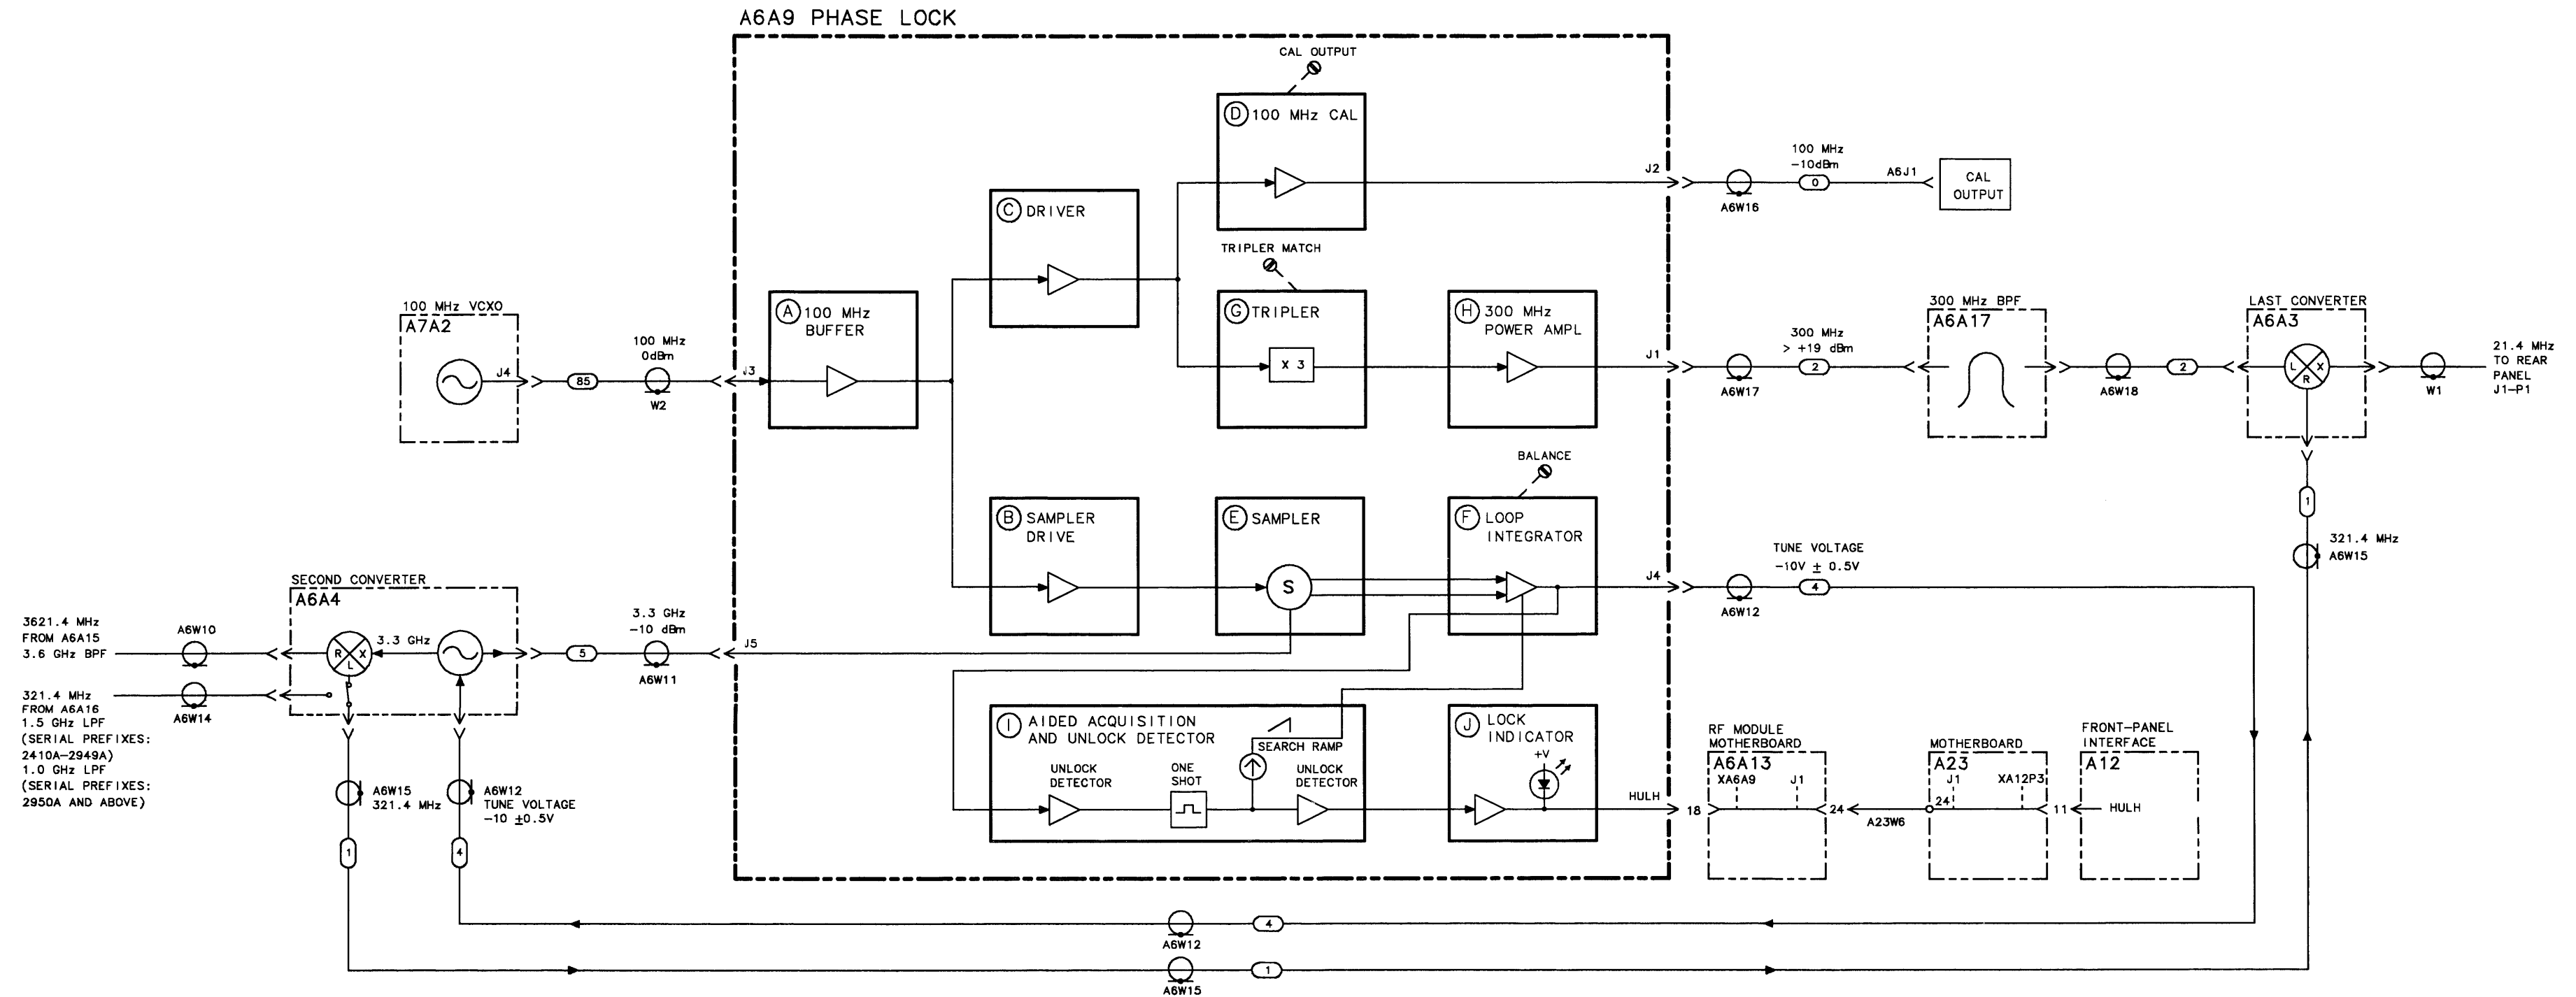 A6A9 PHASE LOCK
CAL OUTPUT
D 100 MHz CAL
J2
A6W16
100 MHz
-10dBm
0
A6J1
CAL
OUTPUT
C DRIVER
TRIPLER MATCH
100 MHz VCXO
A7A2
J4
85
100 MHz
0dBm
W2
J3
A 100 MHz
BUFFER
G TRIPLER
X 3
H 300 MHz
POWER AMPL
J1
A6W17
300 MHz
> +19 dBm
2
300 MHz BPF
A6A17
A6W18
2
LAST CONVERTER
A6A3
L X
R
W1
21.4 MHz
TO REAR
PANEL
J1-P1
1
321.4 MHz
A6W15
BALANCE
B SAMPLER
DRIVE
E SAMPLER
S
F LOOP
INTEGRATOR
J4
A6W12
TUNE VOLTAGE
-10V ± 0.5V
4
SECOND CONVERTER
A6A4
3621.4 MHz
FROM A6A15
3.6 GHz BPF
A6W10
R X
L
3.3 GHz
5
3.3 GHz
-10 dBm
A6W11
J5
321.4 MHz
FROM A6A16
1.5 GHz LPF
(SERIAL PREFIXES:
2410A-2949A)
1.0 GHz LPF
(SERIAL PREFIXES:
2950A AND ABOVE)
A6W14
A6W15
321.4 MHz
A6W12
TUNE VOLTAGE
-10 ±0.5V
1
4
I AIDED ACQUISITION
AND UNLOCK DETECTOR
SEARCH RAMP
UNLOCK
DETECTOR
ONE
SHOT
UNLOCK
DETECTOR
J LOCK
INDICATOR
+V
HULH
18
RF MODULE
MOTHERBOARD
A6A13
XA6A9
J1
24
A23W6
MOTHERBOARD
A23
J1
24
XA12P3
11
FRONT-PANEL
INTERFACE
A12
HULH
A6W12
4
A6W15
1